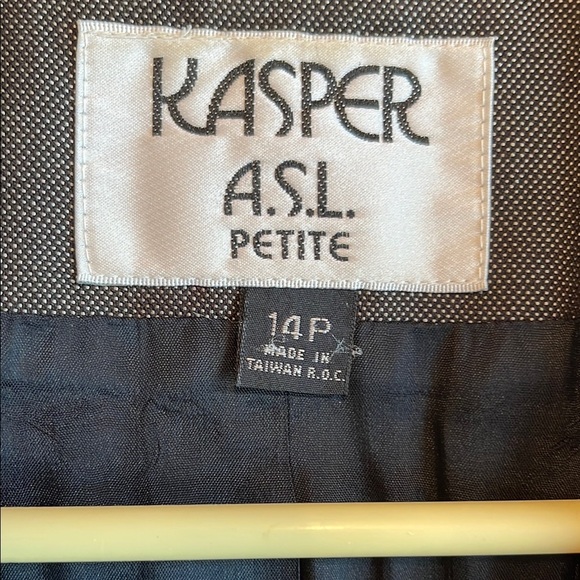 KASPER
A.S.L.
PETITE
14P
MADE IN
TAIWAN R.O.C.